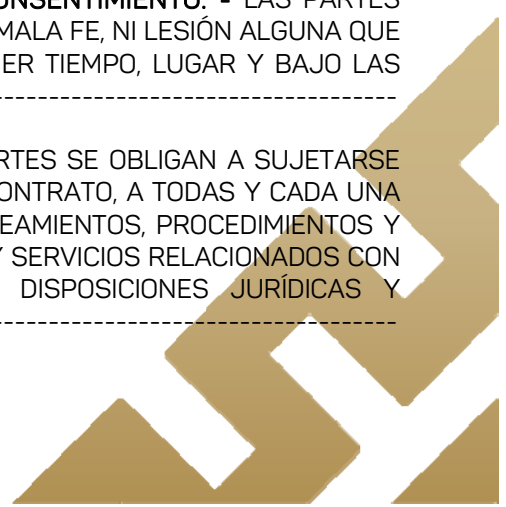 ONSENTIMIENTO. - LAS PARTES
MALA FE, NI LESIÓN ALGUNA QUE
ER TIEMPO, LUGAR Y BAJO LAS
------------------------------------------
RTES SE OBLIGAN A SUJETARSE
ONTRATO, A TODAS Y CADA UNA
EAMIENTOS, PROCEDIMIENTOS Y
Y SERVICIOS RELACIONADOS CON
DISPOSICIONES JURÍDICAS Y
------------------------------------------